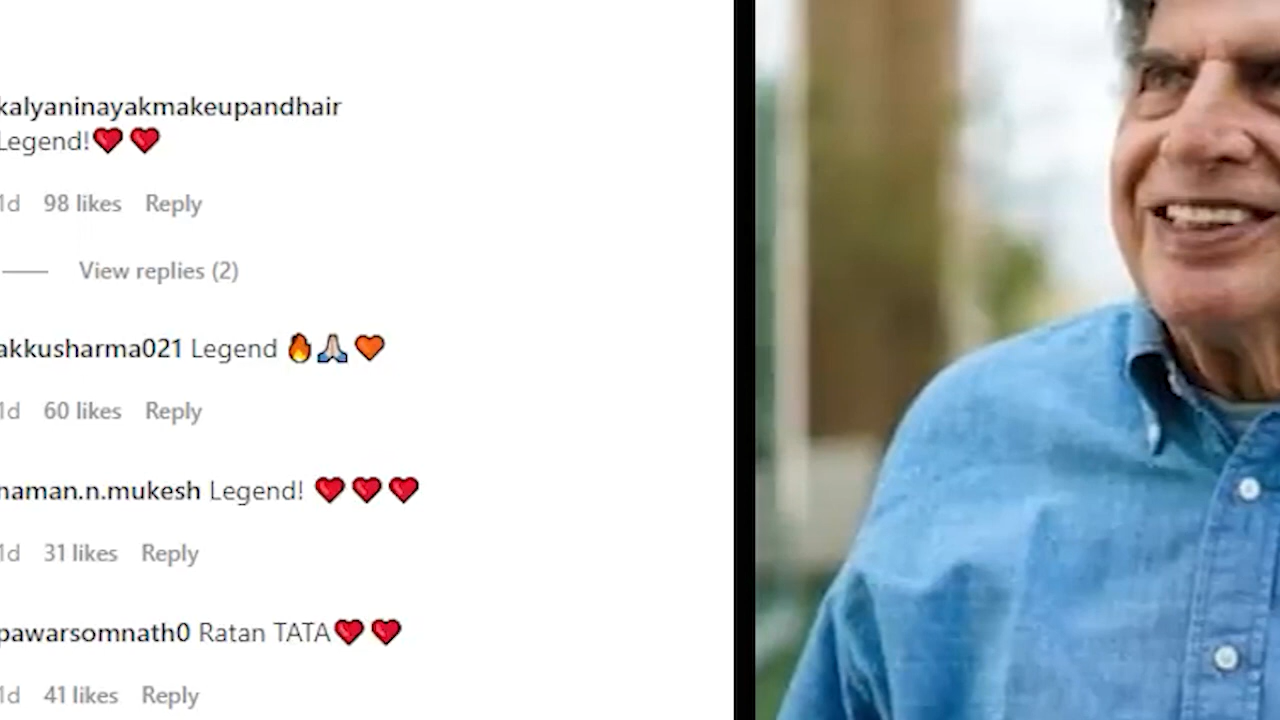 kalyaninayakmakeupandhair
Legend!❤️❤️
1d 98 likes Reply
View replies (2)
akkusharma021 Legend 🔥🙏🏻🧡
1d 60 likes Reply
naman.n.mukesh Legend! ❤️❤️❤️
1d 31 likes Reply
pawarsomnath0 Ratan TATA❤️❤️
1d 41 likes Reply